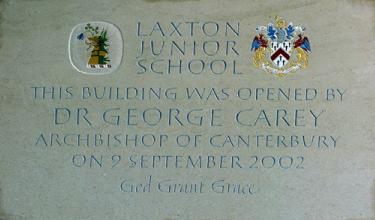 LAXTON
JUNIOR
SCHOOL
THIS BUILDING WAS OPENED BY
DR GEORGE CAREY
ARCHBISHOP OF CANTERBURY
ON 9 SEPTEMBER 2002
God Grant Grace